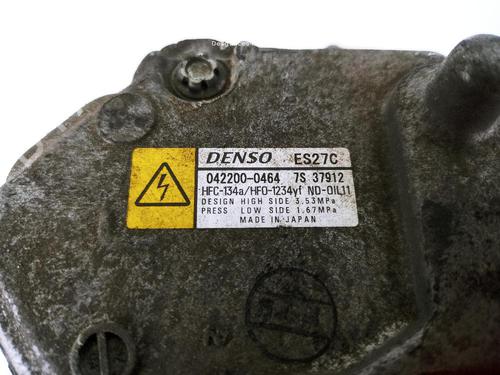 DENSO ES27C
042200-0464 7S 37912
HFC-134a/HFO-1234yf ND-OIL11
DESIGN HIGH SIDE 3.53MPa
PRESS LOW SIDE 1.67MPa
MADE IN JAPAN